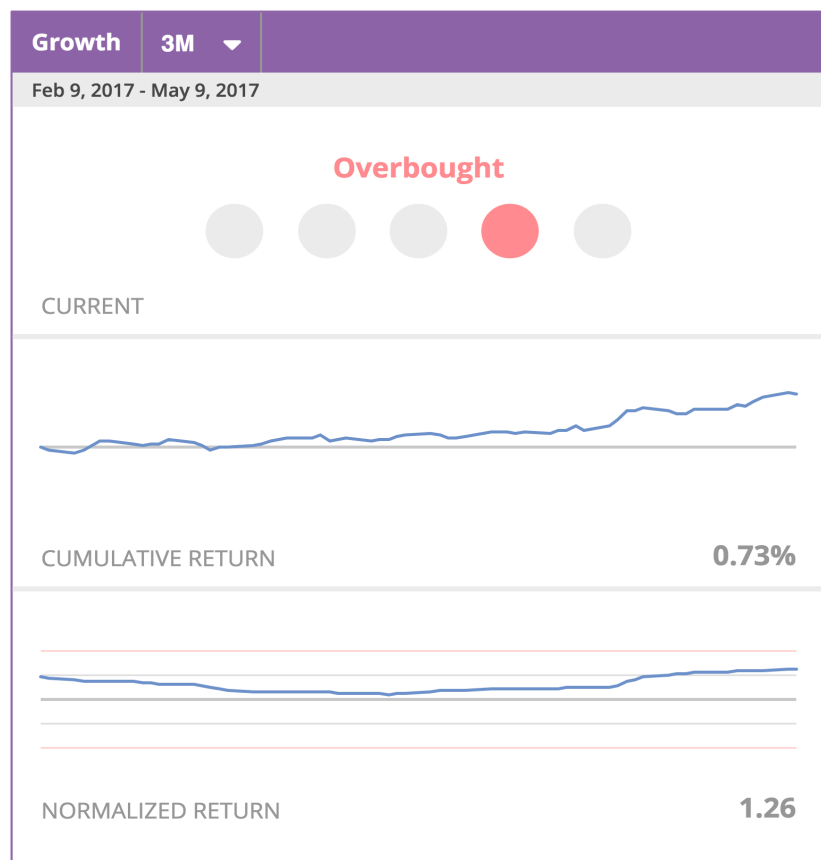 Growth 3M
Feb 9, 2017 - May 9, 2017
Overbought
CURRENT
CUMULATIVE RETURN 0.73%
NORMALIZED RETURN 1.26